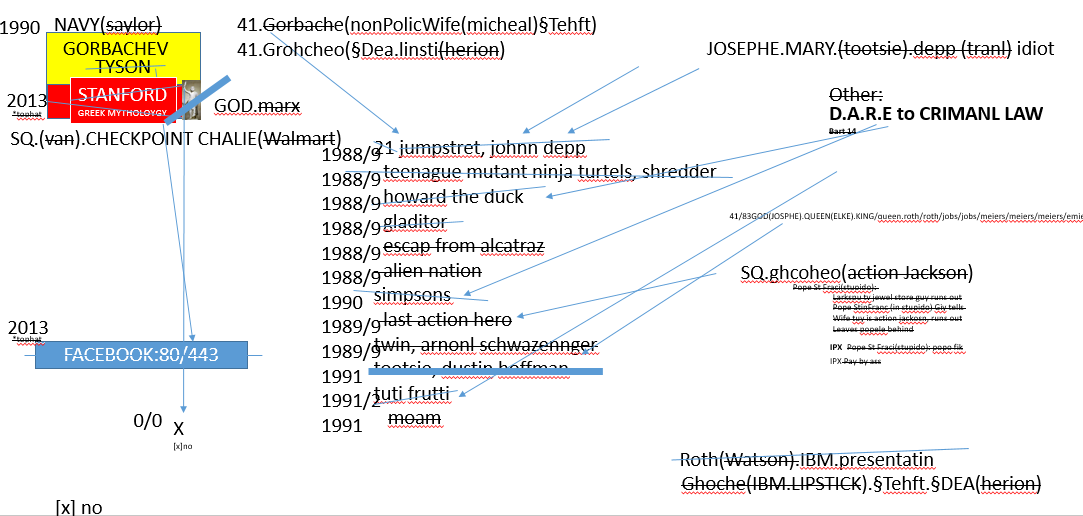 1990
NAVY(saylor)
GORBACHEV
TYSON
STANFORD
GREEK MYTHOLOYGY
2013
*tophat
GOD.marx
SQ.(van).CHECKPOINT CHALIE(Walmart)
41.Gorbache(nonPolicWife(micheal)§Tehft)
41.Grohcheo(§Dea.linsti(herion)
JOSEPHE.MARY.(tootsie).depp (tranl) idiot
Other:
D.A.R.E to CRIMANL LAW
Bart 14
1988/9 21 jumpstret, johnn depp
1988/9 teenague mutant ninja turtels, shredder
1988/9 howard the duck
1988/9 gladitor
1988/9 escap from alcatraz
1988/9 alien nation
1990 simpsons
1989/9 last action hero
1989/9 twin, arnonl schwazennger
1991 tootsie, dustin hoffman
1991/2 tuti frutti
1991 moam
41/83GOD(JOSPHE).QUEEN(ELKE).KING/queen.roth/roth/jobs/jobs/meiers/meiers/meiers/emie
SQ.ghcoheo(action Jackson)
Pope St Fraci(stupido):
Larkspu tv jewel store guy runs out
Pope StinFrans (in stupido) Giy tells
Wife tuy is action jackosn, runs out
Leaves popele behind
IPX Pope St Fraci(stupido): popo fik
IPX Pay by ass
2013
*tophat
FACEBOOK:80/443
0/0
X
[x]no
[x] no
Roth(Watson).IBM.presentatin
Ghoche(IBM.LIPSTICK).§Tehft.§DEA(herion)